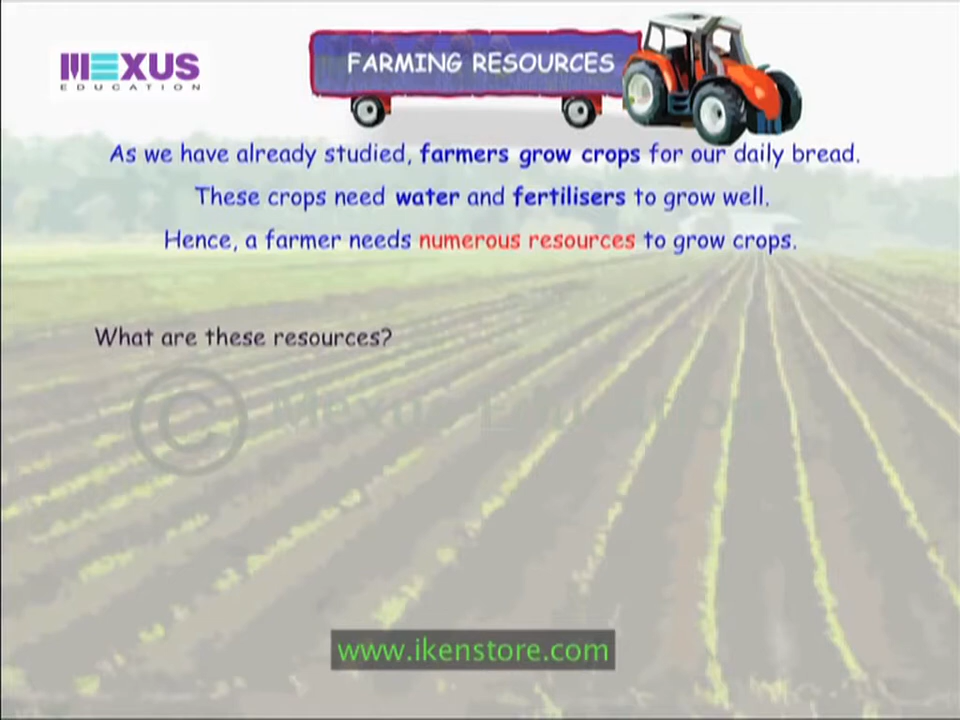 MEXUS
EDUCATION
FARMING RESOURCES
As we have already studied, farmers grow crops for our daily bread.
These crops need water and fertilisers to grow well.
Hence, a farmer needs numerous resources to grow crops.
What are these resources?
© Mexus Education
www.ikenstore.com